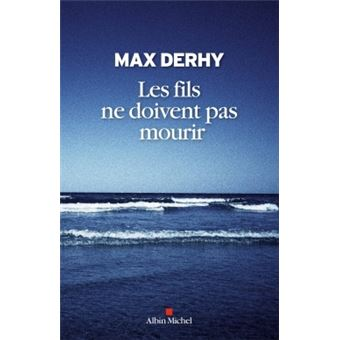 MAX DERHY
Les fils
ne doivent pas
mourir
Albin Michel